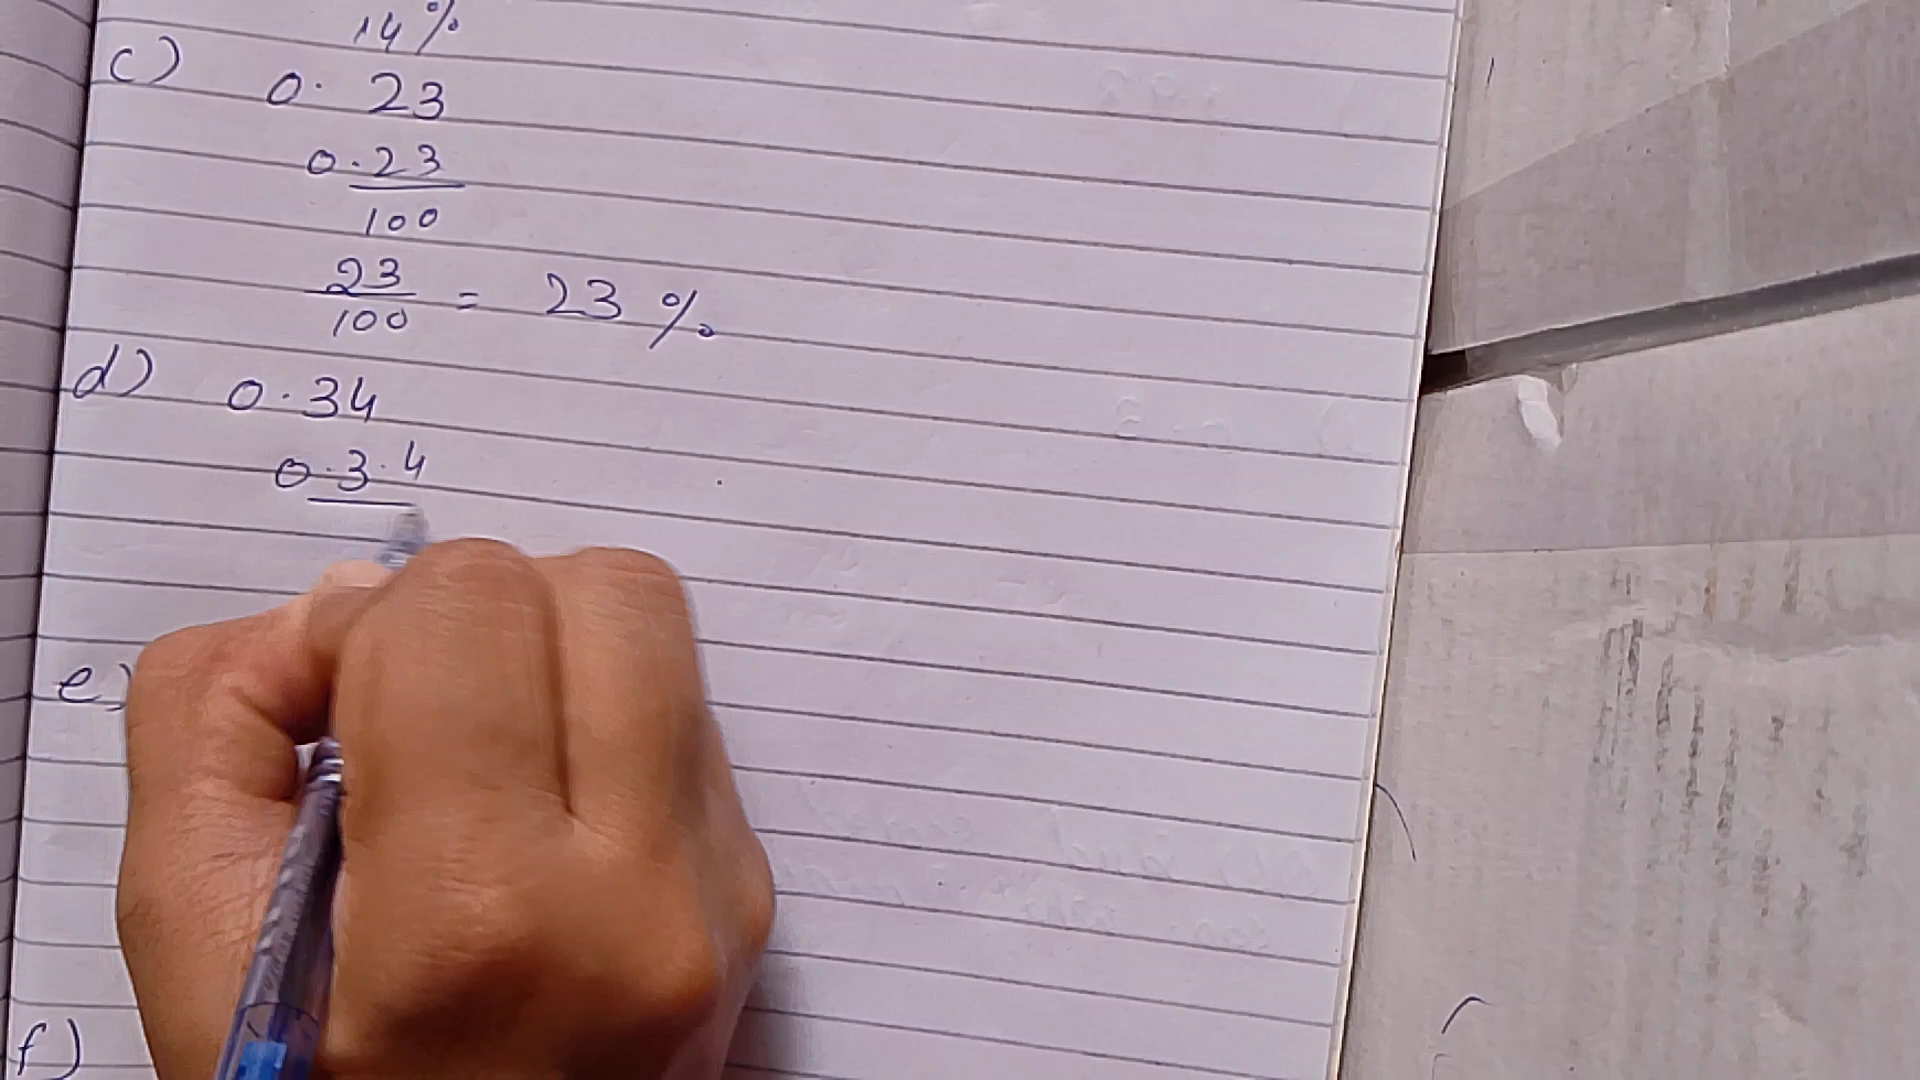 14%
c) 0.23
0.23
100
23
100 = 23%
d) 0.34
0.3.4
e)
f)